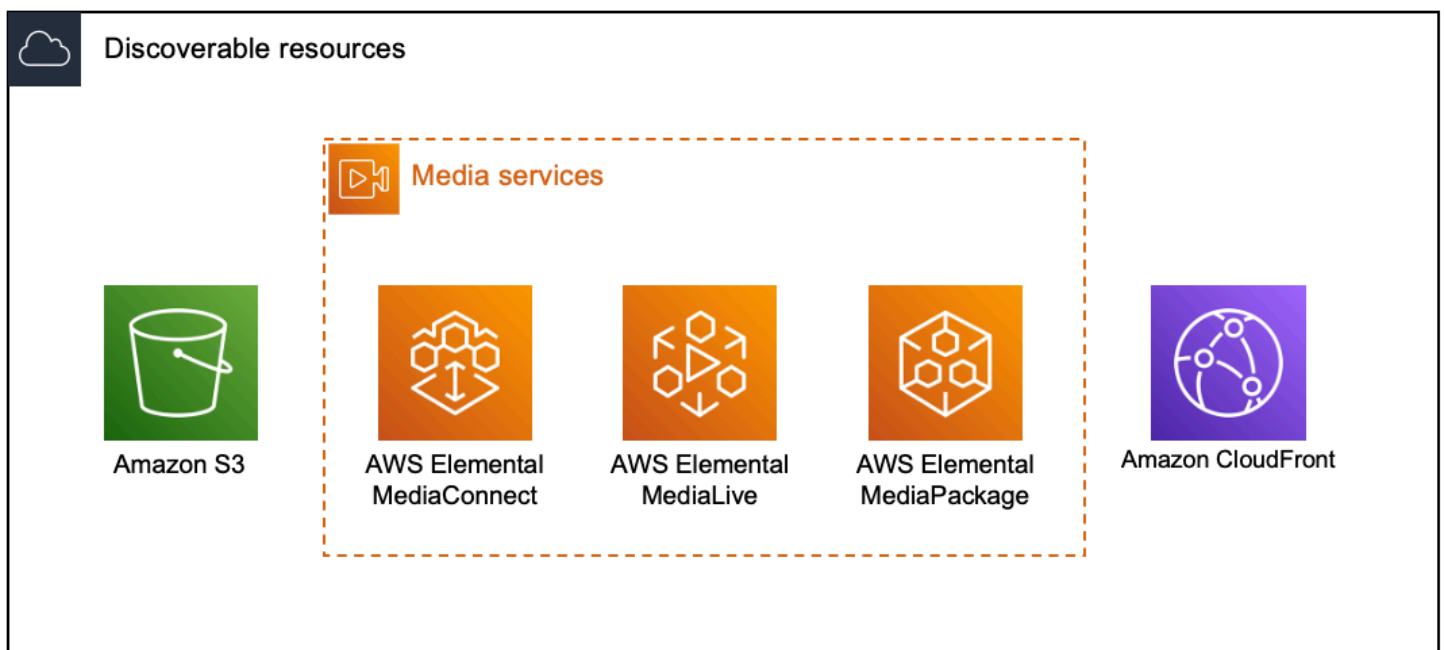 Discoverable resources
Media services
Amazon S3
AWS Elemental
MediaConnect
AWS Elemental
MediaLive
AWS Elemental
MediaPackage
Amazon CloudFront